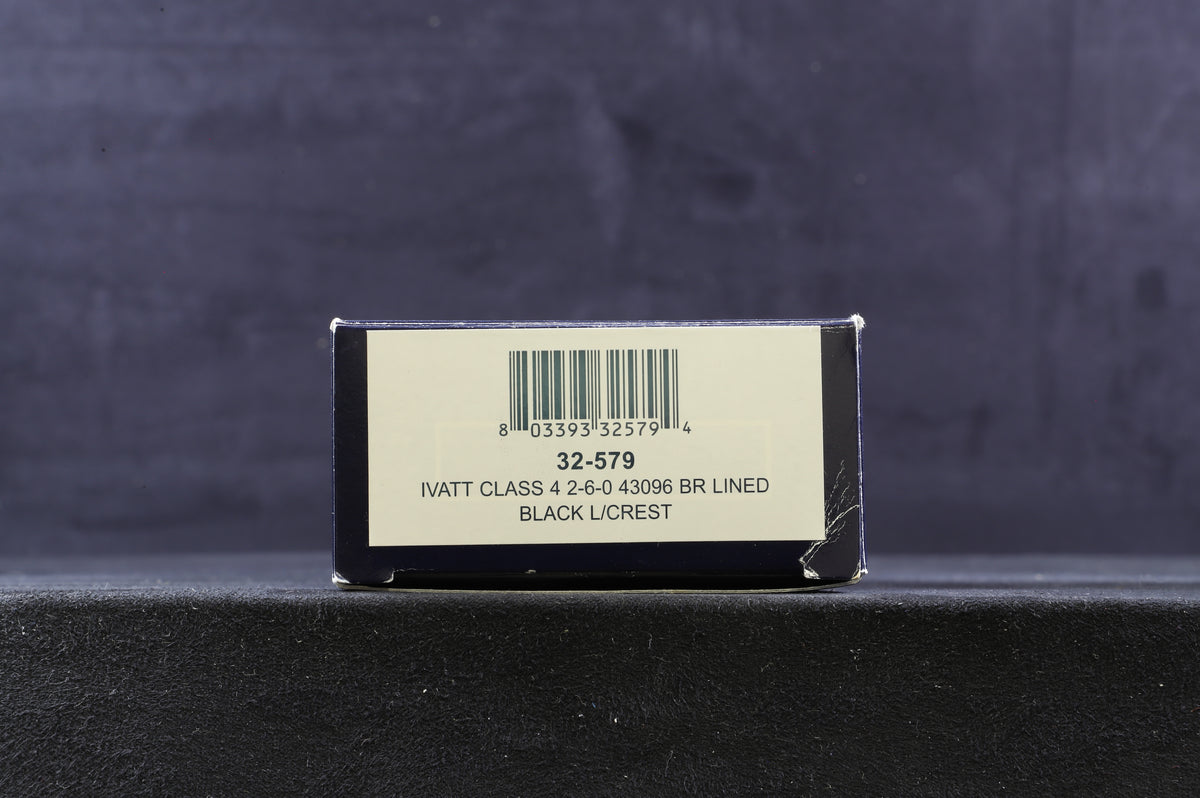 8 03393 32579 4
32-579
IVATT CLASS 4 2-6-0 43096 BR LINED
BLACK L/CREST